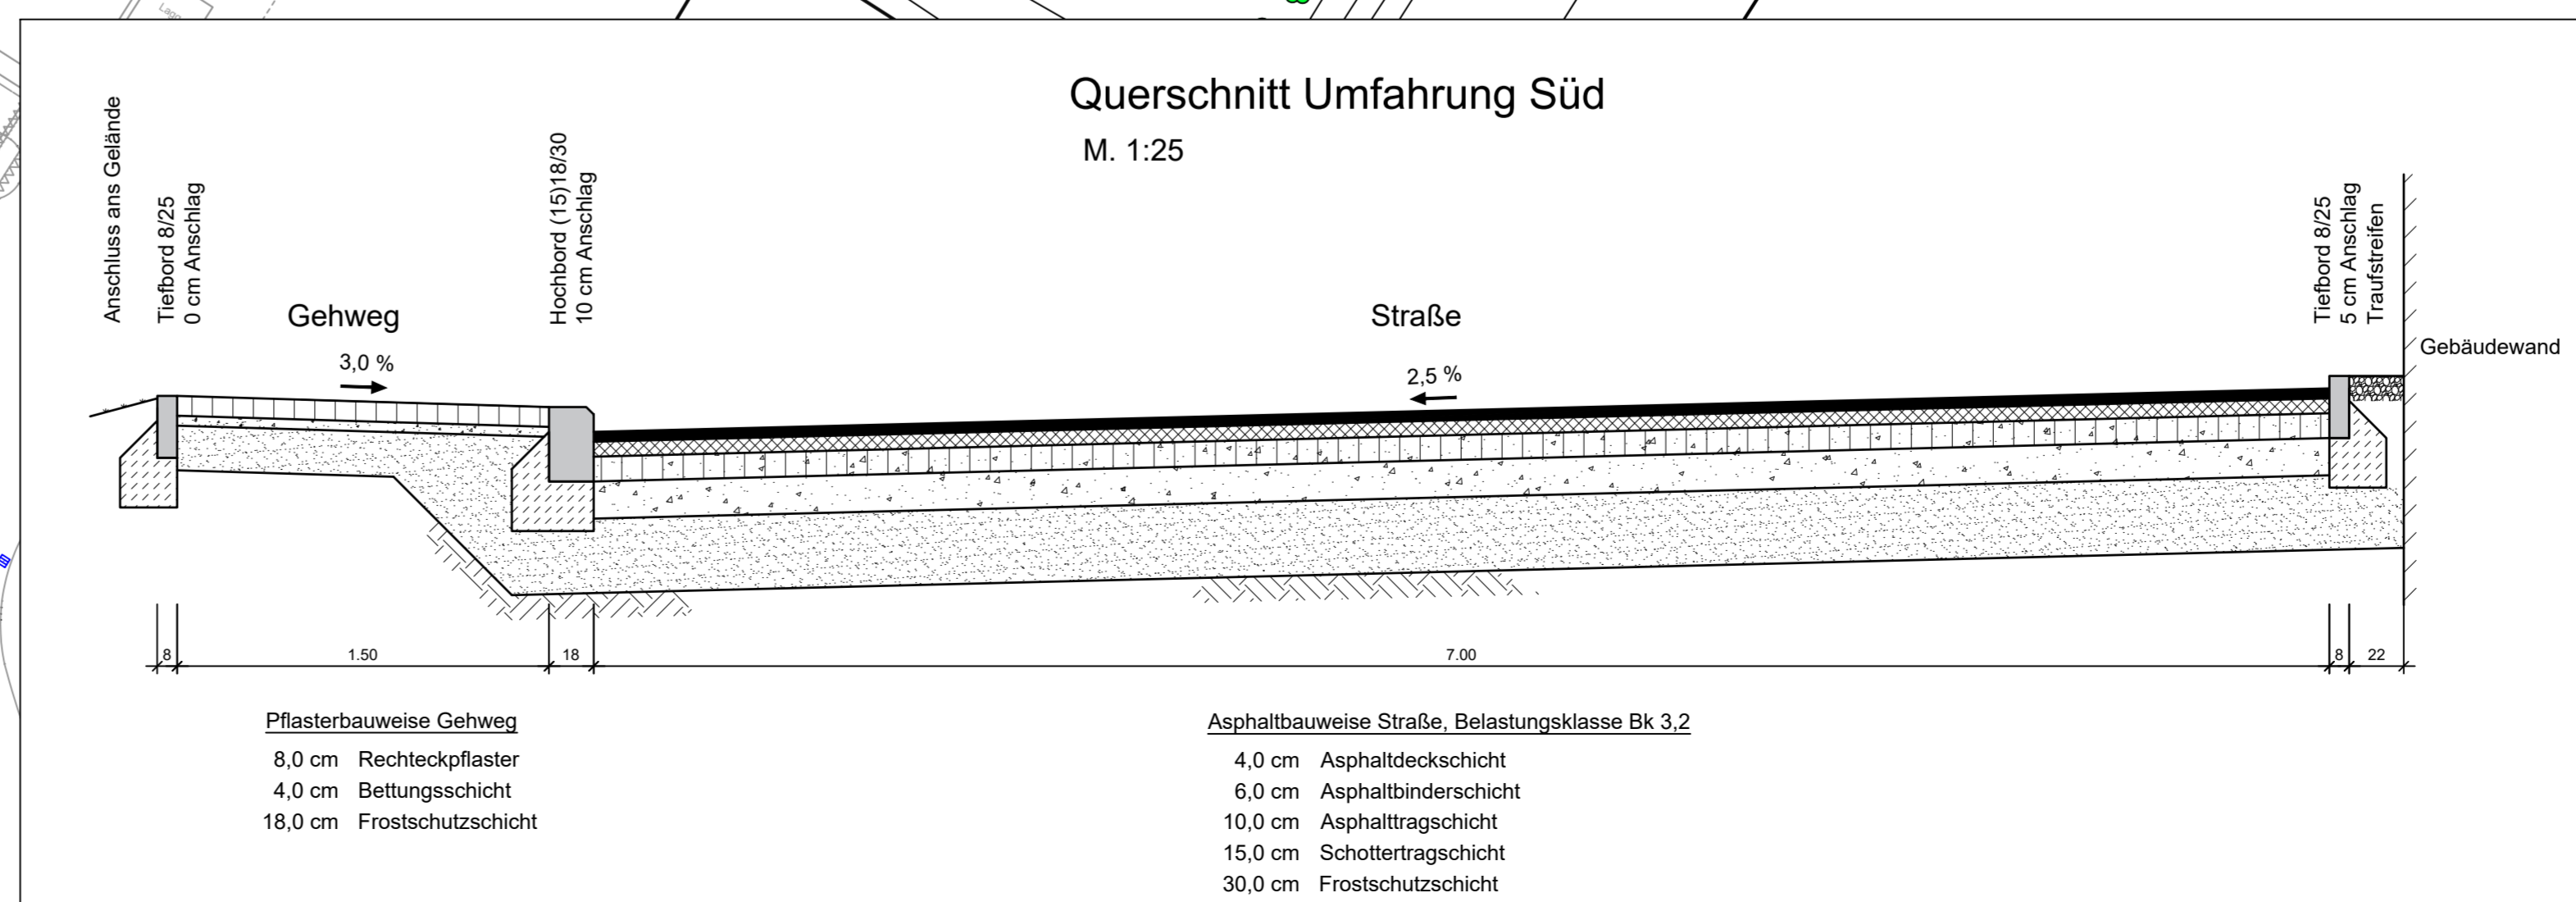 Querschnitt Umfahrung Süd
M. 1:25
Anschluss ans Gelände
Tiefbord 8/25
0 cm Anschlag
Hochbord (15)18/30
10 cm Anschlag
Tiefbord 8/25
5 cm Anschlag
Traufstreifen
Gehweg
Straße
Gebäudewand
3,0 %
2,5 %
8
1.50
18
7.00
8
22
Pflasterbauweise Gehweg
8,0 cm Rechteckpflaster
4,0 cm Bettungsschicht
18,0 cm Frostschutzschicht
Asphaltbauweise Straße, Belastungsklasse Bk 3,2
4,0 cm Asphaltdeckschicht
6,0 cm Asphaltbinderschicht
10,0 cm Asphalttragschicht
15,0 cm Schottertragschicht
30,0 cm Frostschutzschicht